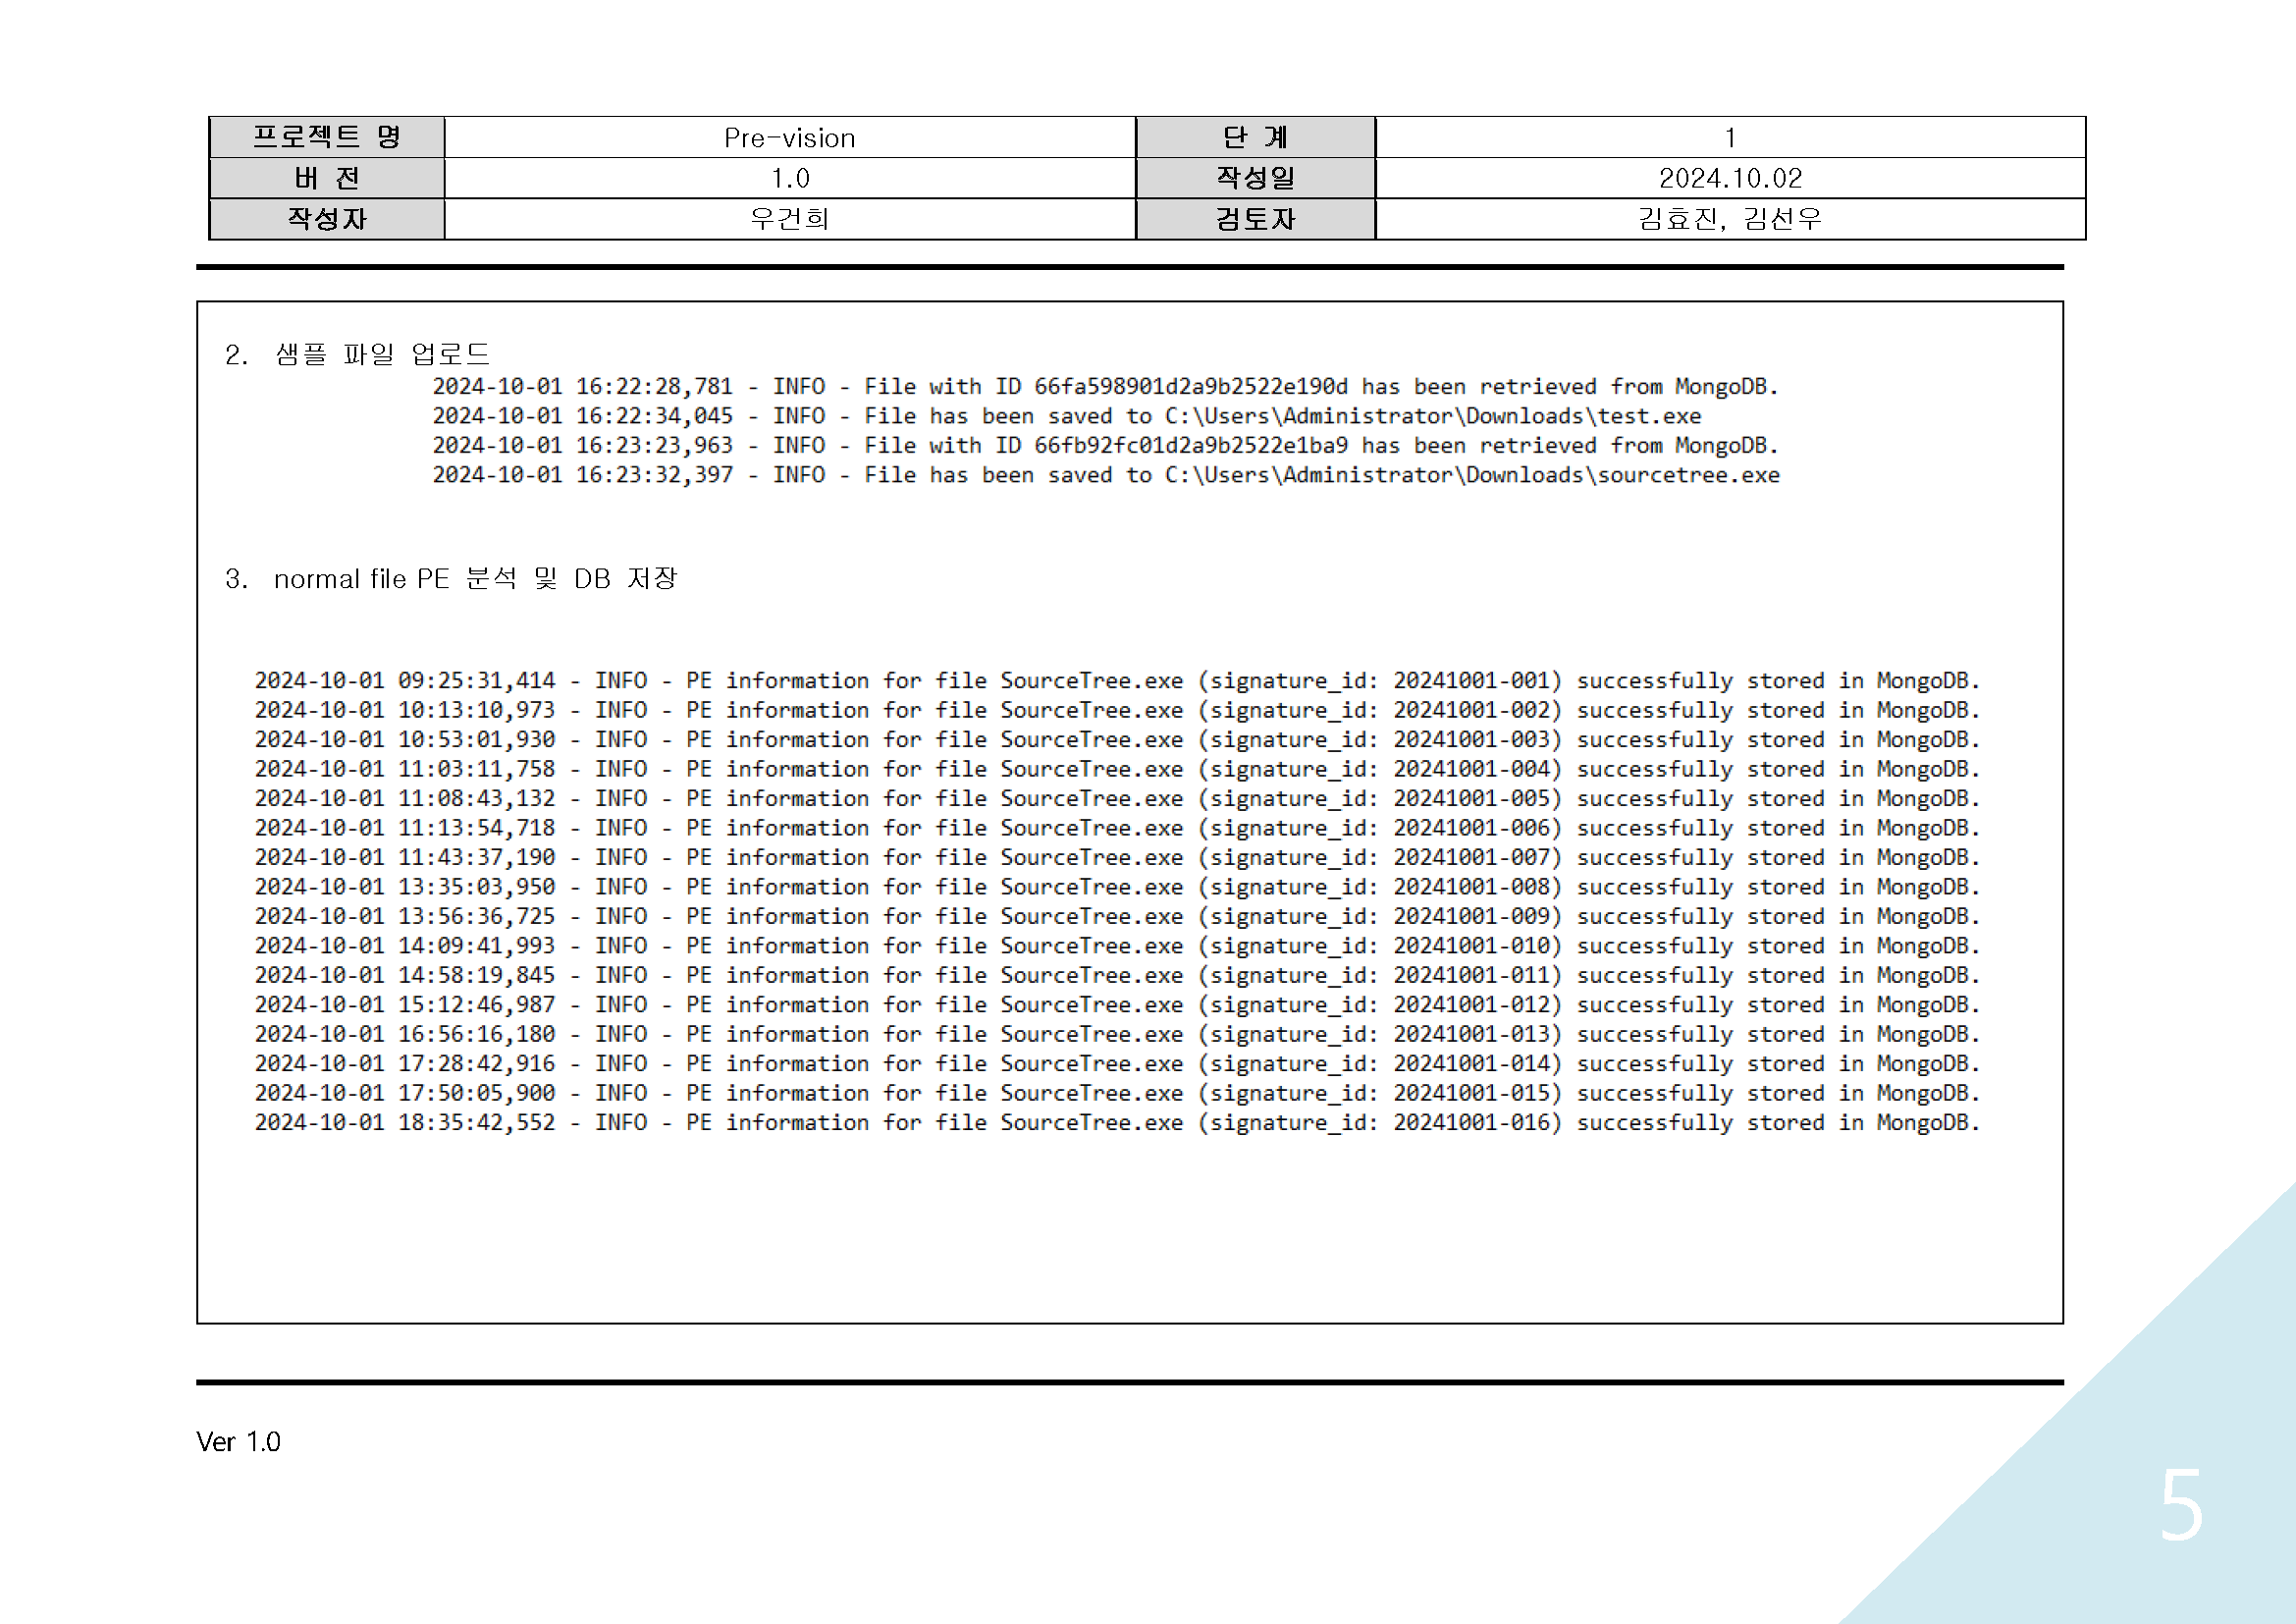 프로젝트 명 Pre-vision 단 계 1
버 전 1.0 작성일 2024.10.02
작성자 우건희 검토자 김효진, 김선우
2. 샘플 파일 업로드
2024-10-01 16:22:28,781 - INFO - File with ID 66fa598901d2a9b2522e190d has been retrieved from MongoDB.
2024-10-01 16:22:34,045 - INFO - File has been saved to C:\Users\Administrator\Downloads\test.exe
2024-10-01 16:23:23,963 - INFO - File with ID 66fb92fc01d2a9b2522e1ba9 has been retrieved from MongoDB.
2024-10-01 16:23:32,397 - INFO - File has been saved to C:\Users\Administrator\Downloads\sourcetree.exe
3. normal file PE 분석 및 DB 저장
2024-10-01 09:25:31,414 - INFO - PE information for file SourceTree.exe (signature_id: 20241001-001) successfully stored in MongoDB.
2024-10-01 10:13:10,973 - INFO - PE information for file SourceTree.exe (signature_id: 20241001-002) successfully stored in MongoDB.
2024-10-01 10:53:01,930 - INFO - PE information for file SourceTree.exe (signature_id: 20241001-003) successfully stored in MongoDB.
2024-10-01 11:03:11,758 - INFO - PE information for file SourceTree.exe (signature_id: 20241001-004) successfully stored in MongoDB.
2024-10-01 11:08:43,132 - INFO - PE information for file SourceTree.exe (signature_id: 20241001-005) successfully stored in MongoDB.
2024-10-01 11:13:54,718 - INFO - PE information for file SourceTree.exe (signature_id: 20241001-006) successfully stored in MongoDB.
2024-10-01 11:43:37,190 - INFO - PE information for file SourceTree.exe (signature_id: 20241001-007) successfully stored in MongoDB.
2024-10-01 13:35:03,950 - INFO - PE information for file SourceTree.exe (signature_id: 20241001-008) successfully stored in MongoDB.
2024-10-01 13:56:36,725 - INFO - PE information for file SourceTree.exe (signature_id: 20241001-009) successfully stored in MongoDB.
2024-10-01 14:09:41,993 - INFO - PE information for file SourceTree.exe (signature_id: 20241001-010) successfully stored in MongoDB.
2024-10-01 14:58:19,845 - INFO - PE information for file SourceTree.exe (signature_id: 20241001-011) successfully stored in MongoDB.
2024-10-01 15:12:46,987 - INFO - PE information for file SourceTree.exe (signature_id: 20241001-012) successfully stored in MongoDB.
2024-10-01 16:56:16,180 - INFO - PE information for file SourceTree.exe (signature_id: 20241001-013) successfully stored in MongoDB.
2024-10-01 17:28:42,916 - INFO - PE information for file SourceTree.exe (signature_id: 20241001-014) successfully stored in MongoDB.
2024-10-01 17:50:05,900 - INFO - PE information for file SourceTree.exe (signature_id: 20241001-015) successfully stored in MongoDB.
2024-10-01 18:35:42,552 - INFO - PE information for file SourceTree.exe (signature_id: 20241001-016) successfully stored in MongoDB.
Ver 1.0
5